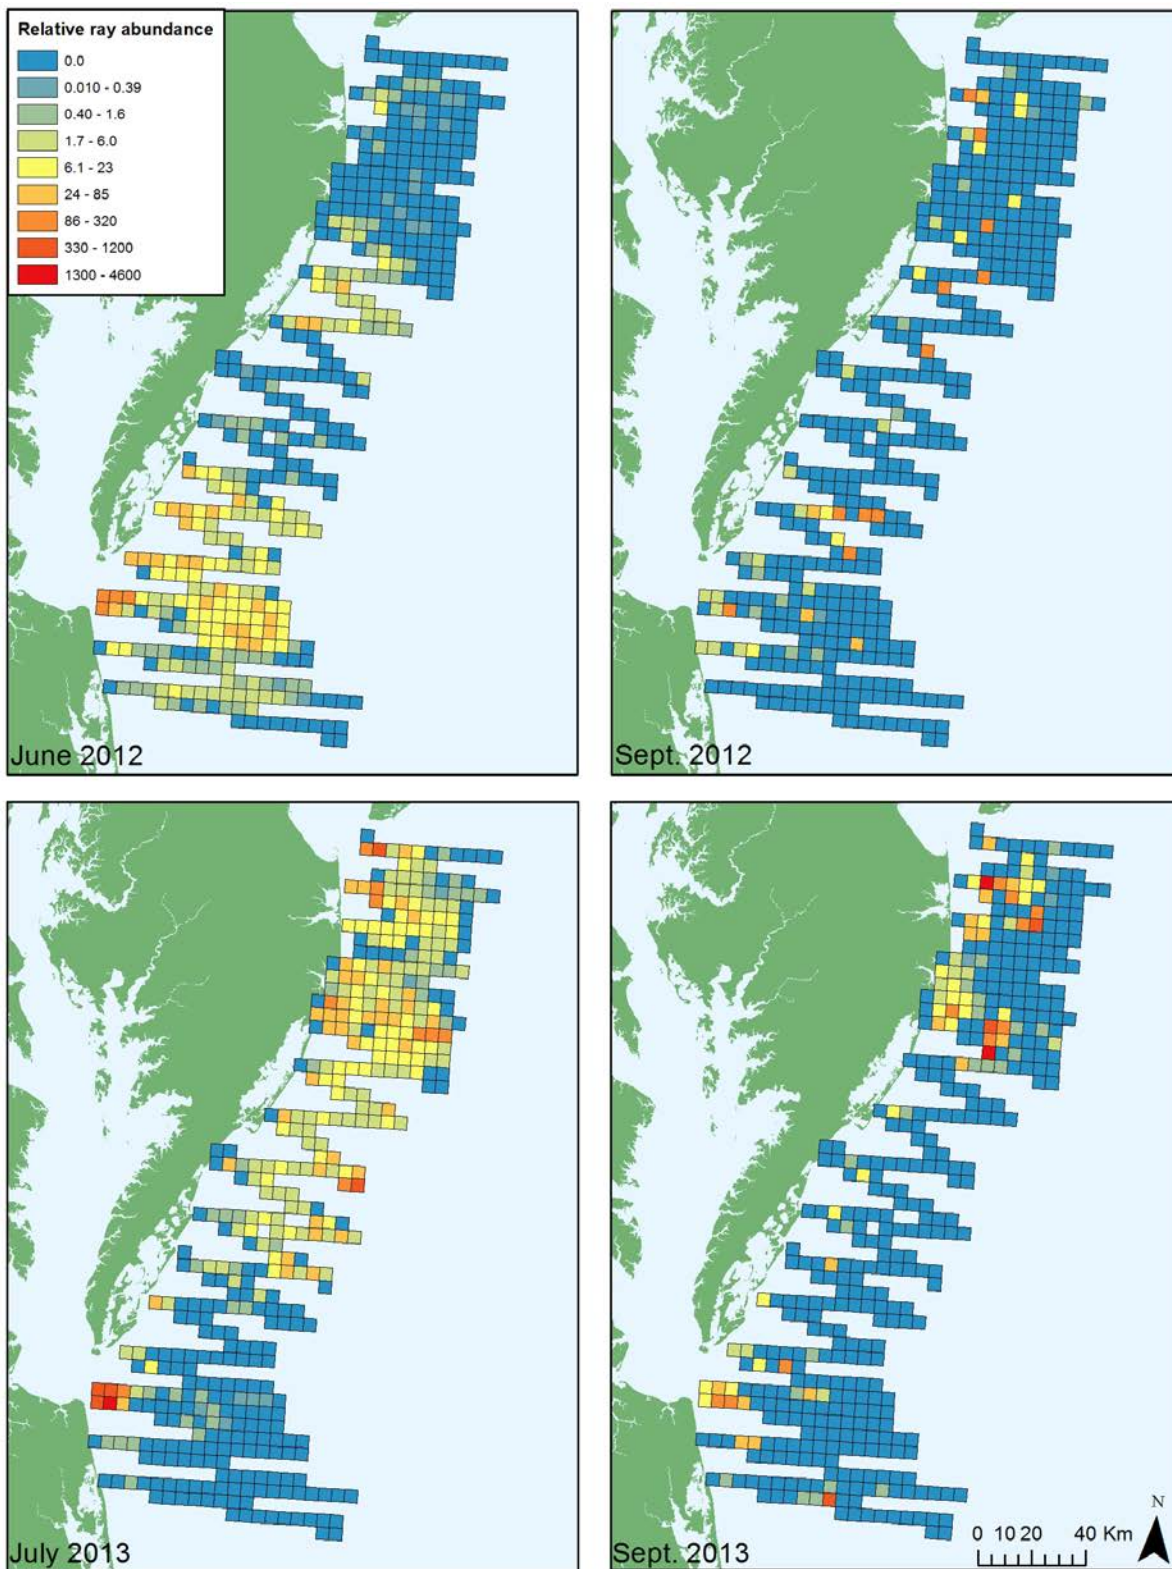 Relative ray abundance
0.0
0.010 - 0.39
0.40 - 1.6
1.7 - 6.0
6.1 - 23
24 - 85
86 - 320
330 - 1200
1300 - 4600
June 2012
Sept. 2012
July 2013
Sept. 2013
N
0 10 20 40 Km